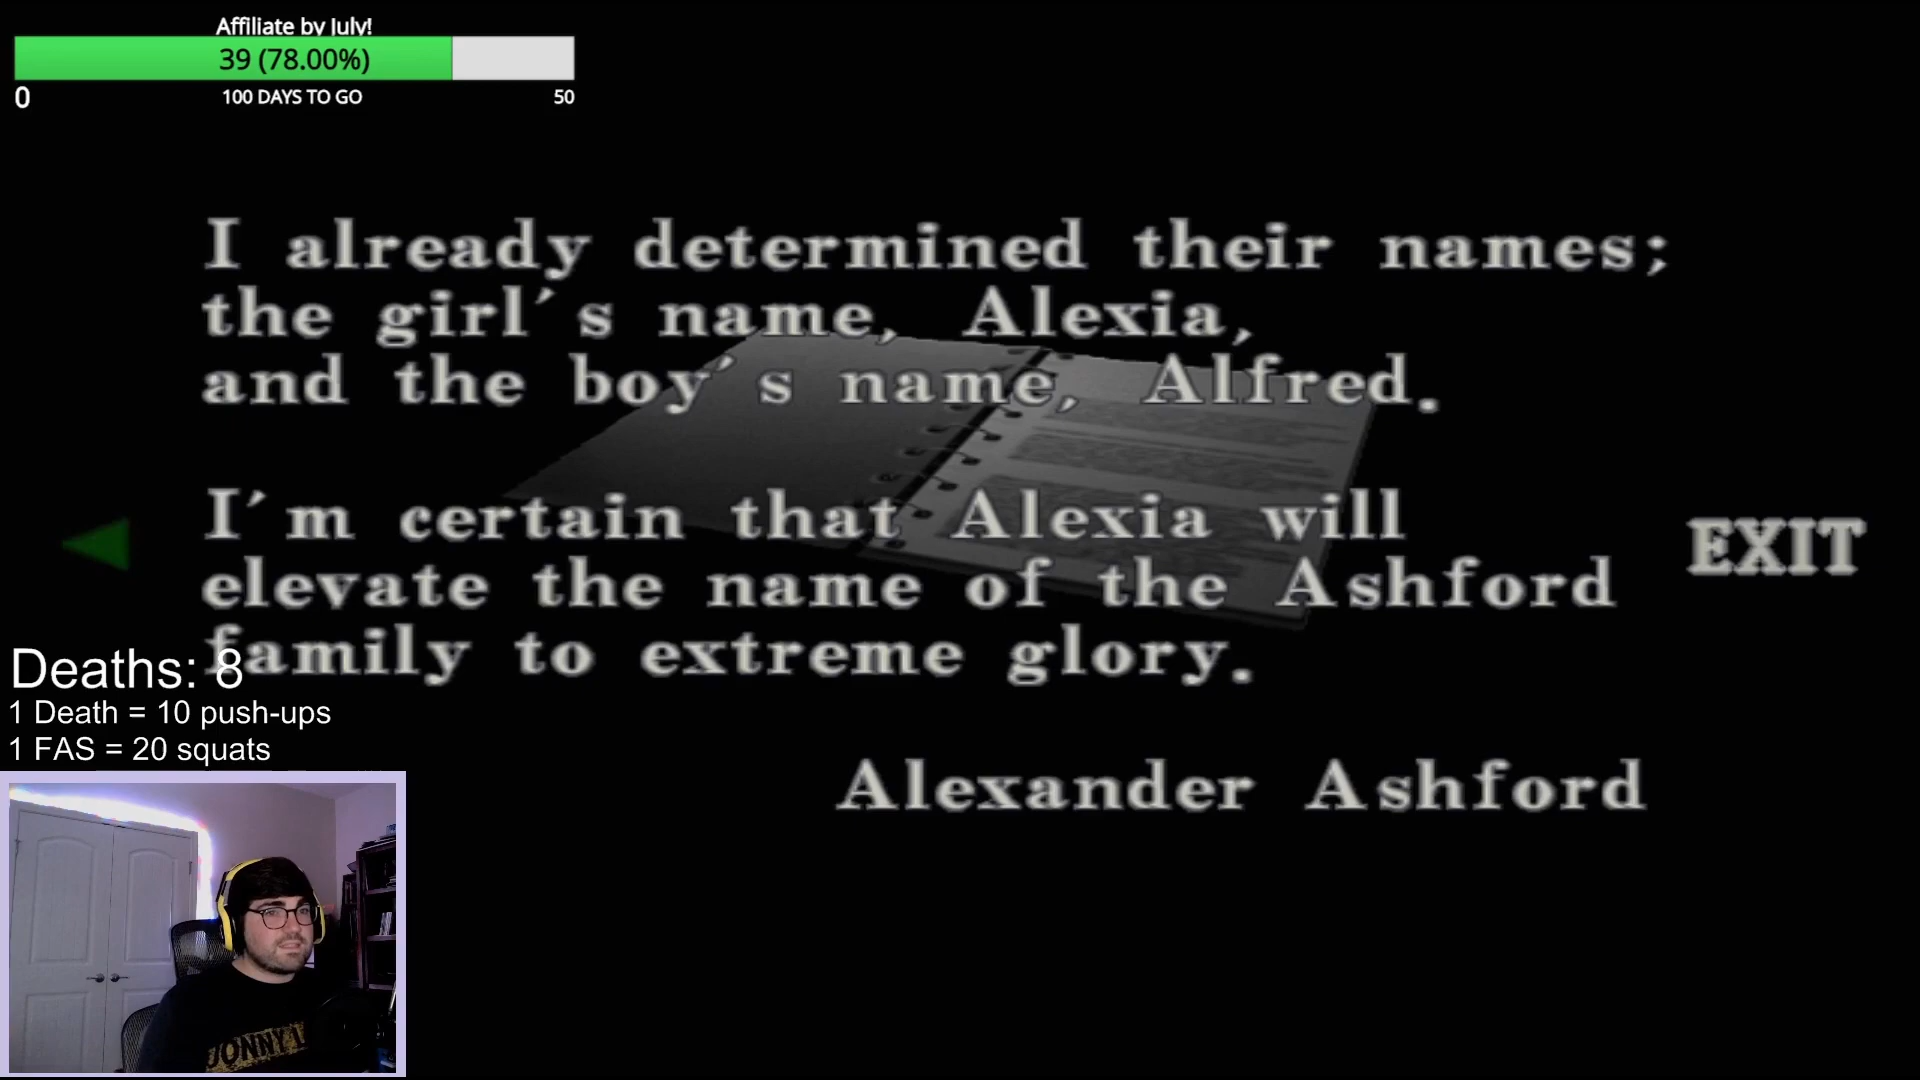 Affiliate by July!
39 (78.00%)
0
100 DAYS TO GO
50
I already determined their names;
the girl's name, Alexia,
and the boy's name, Alfred.
I'm certain that Alexia will
elevate the name of the Ashford
family to extreme glory.
EXIT
Alexander Ashford
Deaths: 8
1 Death = 10 push-ups
1 FAS = 20 squats